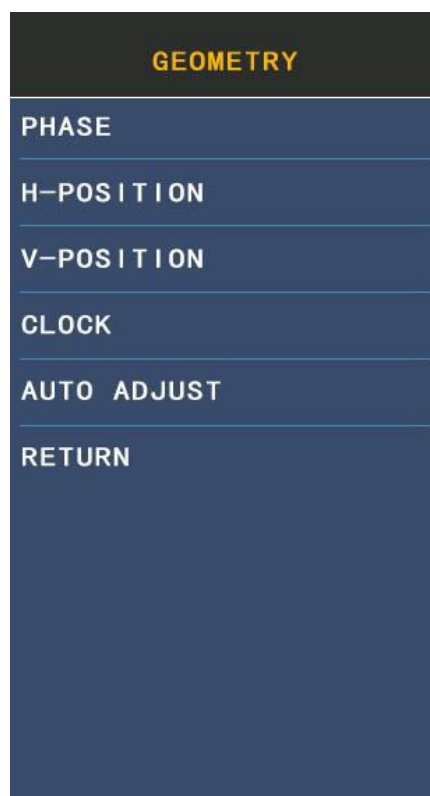 GEOMETRY
PHASE
H-POSITION
V-POSITION
CLOCK
AUTO ADJUST
RETURN